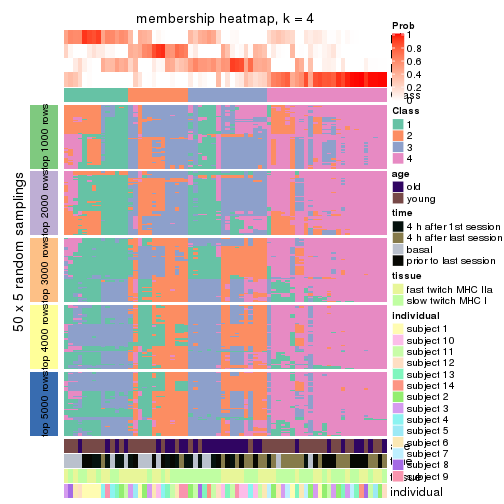 membership heatmap, k = 4
50 x 5 random samplings
top 1000 rows
top 2000 rows
top 3000 rows
top 4000 rows
top 5000 rows
Prob
1
0.8
0.6
0.4
0.2
0
Class
1
2
3
4
age
old
young
time
4 h after 1st session
4 h after last session
basal
prior to last session
tissue
fast twitch MHC IIa
slow twitch MHC I
individual
subject 1
subject 10
subject 11
subject 12
subject 13
subject 14
subject 2
subject 3
subject 4
subject 5
subject 6
subject 7
subject 8
subject 9
individual